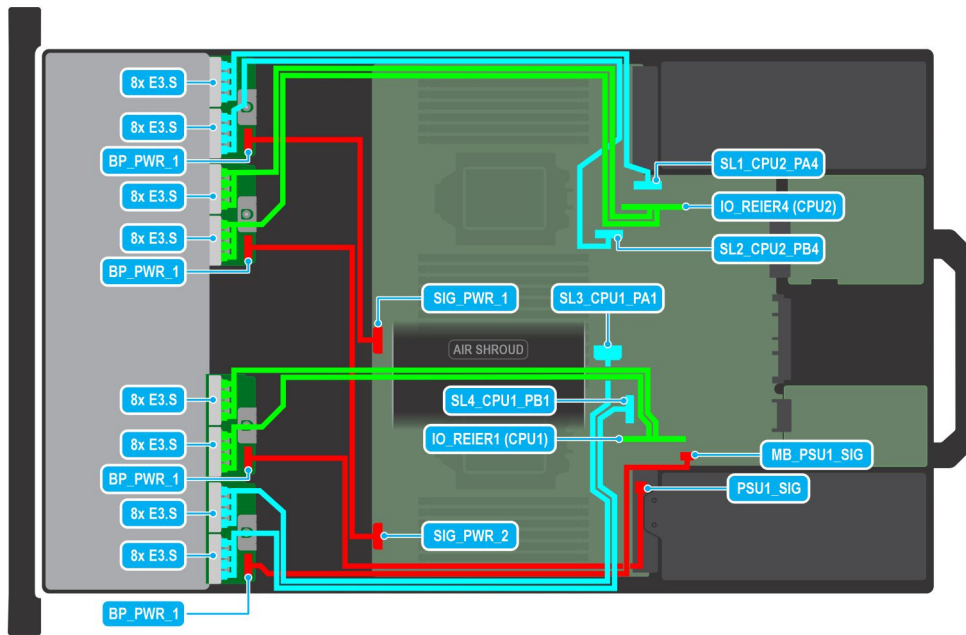 8x E3.S
8x E3.S
BP_PWR_1
8x E3.S
8x E3.S
BP_PWR_1
SL1_CPU2_PA4
IO_REIER4 (CPU2)
SL2_CPU2_PB4
SIG_PWR_1
SL3_CPU1_PA1
AIR SHROUD
8x E3.S
8x E3.S
BP_PWR_1
8x E3.S
8x E3.S
BP_PWR_1
SL4_CPU1_PB1
IO_REIER1 (CPU1)
MB_PSU1_SIG
PSU1_SIG
SIG_PWR_2